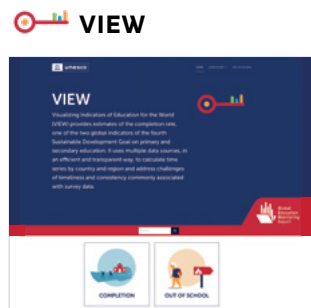 VIEW
unesco
VIEW
Visualizing Indicators of Education for the World
(VIEW) provides estimates of the completion rate,
one of the two global indicators of the fourth
Sustainable Development Goal on primary and
secondary education. It uses multiple data sources, in
an efficient and transparent way, to calculate time
series by country and region and address challenges
of timeliness and consistency commonly associated
with survey data.
Global
Education
Monitoring
Report
COMPLETION
OUT OF SCHOOL